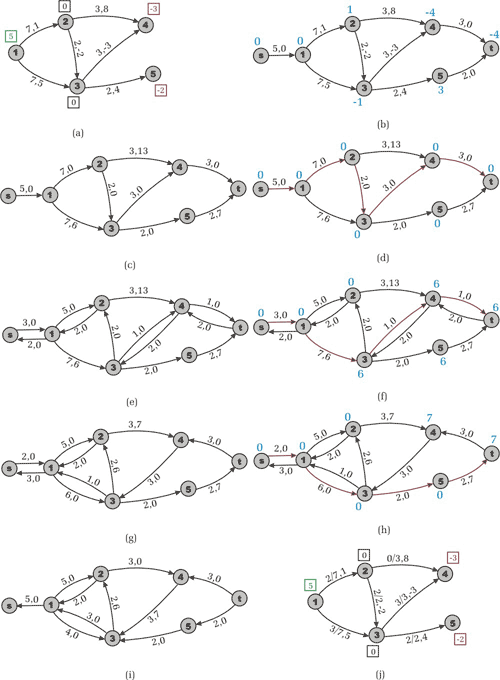 5 0 -3
1 7,1 2 3,8 4
2,-2 3,-3
7,5 3 2,4 5
0 -2
(a)
0 0 1 -4 -4
s 5,0 1 7,1 2 3,8 4 3,0 t
2,-2 3,-3
7,5 3 2,4 5 2,0
-1 3
(b)
s 5,0 1 7,0 2 3,13 4 3,0 t
2,0 3,0
7,6 3 2,0 5 2,7
(c)
0 0 0 0 0
s 5,0 1 7,0 2 3,13 4 3,0 t
2,0 3,0
7,6 3 2,0 5 2,7
0 0
(d)
s 3,0 2,0 1 5,0 2,0 2 3,13 4 1,0 2,0 t
2,0 1,0 2,0
7,6 3 2,0 5 2,7
(e)
0 0 0 6 6
s 3,0 2,0 1 5,0 2,0 2 3,13 4 1,0 2,0 t
2,0 1,0 2,0
7,6 3 2,0 5 2,7
6 6
(f)
s 2,0 3,0 1 5,0 2,0 2 3,7 4 3,0 t
2,6 3,0
1,0 6,0 3 2,0 5 2,7
(g)
0 0 0 7 7
s 2,0 3,0 1 5,0 2,0 2 3,7 4 3,0 t
2,6 3,0
1,0 6,0 3 2,0 5 2,7
0 0
(h)
s 5,0 1 5,0 2,0 2 3,0 4 3,0 t
2,6 3,7
3,0 4,0 3 2,0 5 2,0
(i)
5 0 -3
1 2/7,1 2 0/3,8 4
2/2,-2 3/3,-3
3/7,5 3 2/2,4 5
0 -2
(j)